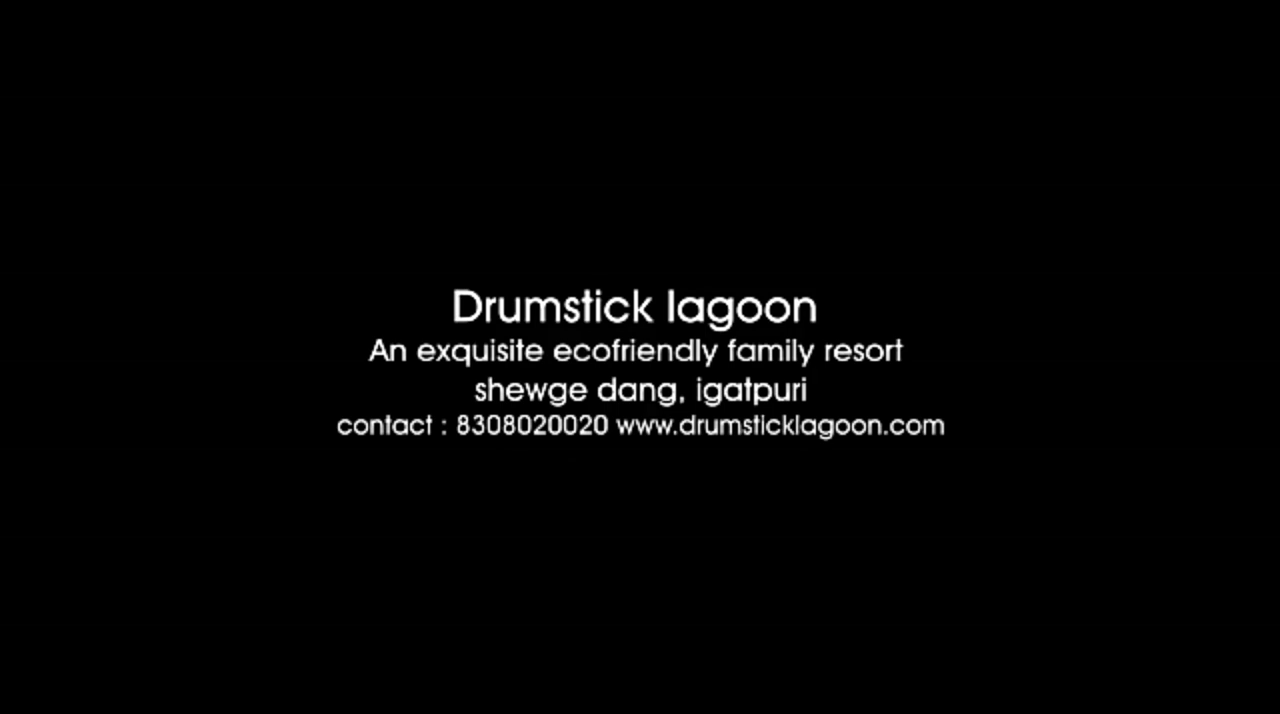 Drumstick lagoon
An exquisite ecofriendly family resort
shewge dang, igatpuri
contact : 8308020020 www.drumsticklagoon.com